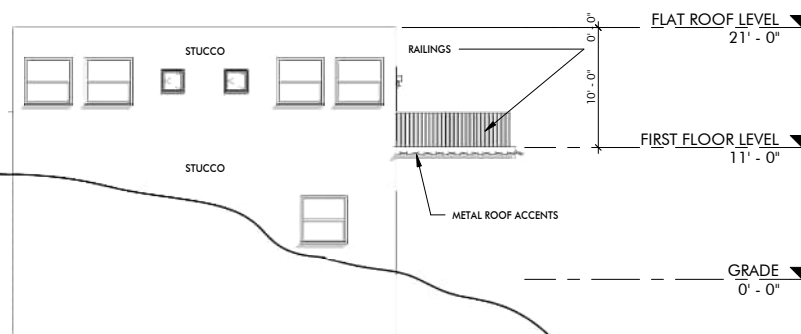 FLAT ROOF LEVEL
21' - 0"
STUCCO
RAILINGS
0' - 0"
10' - 0"
FIRST FLOOR LEVEL
11' - 0"
STUCCO
METAL ROOF ACCENTS
GRADE
0' - 0"